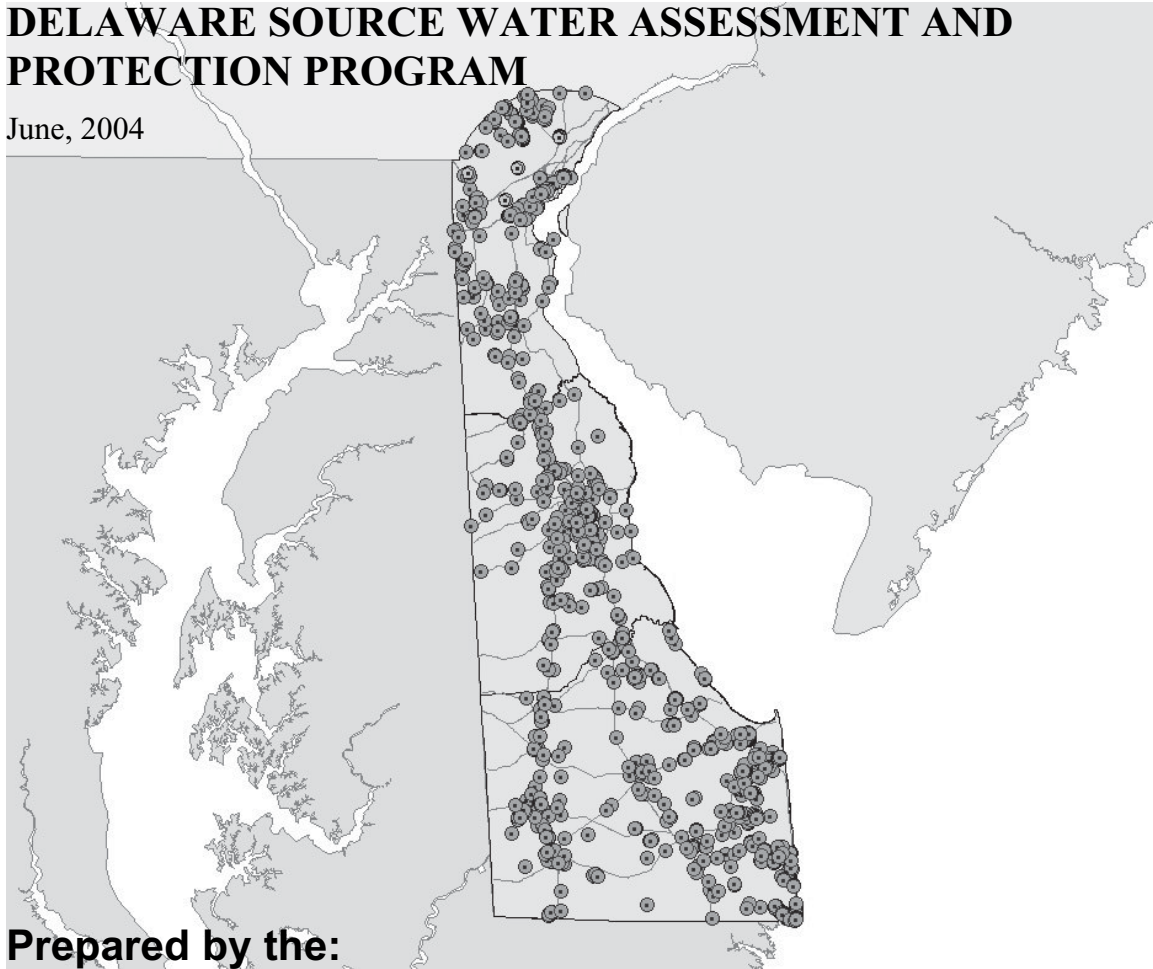 DELAWARE SOURCE WATER ASSESSMENT AND
PROTECTION PROGRAM
June, 2004
Prepared by the: